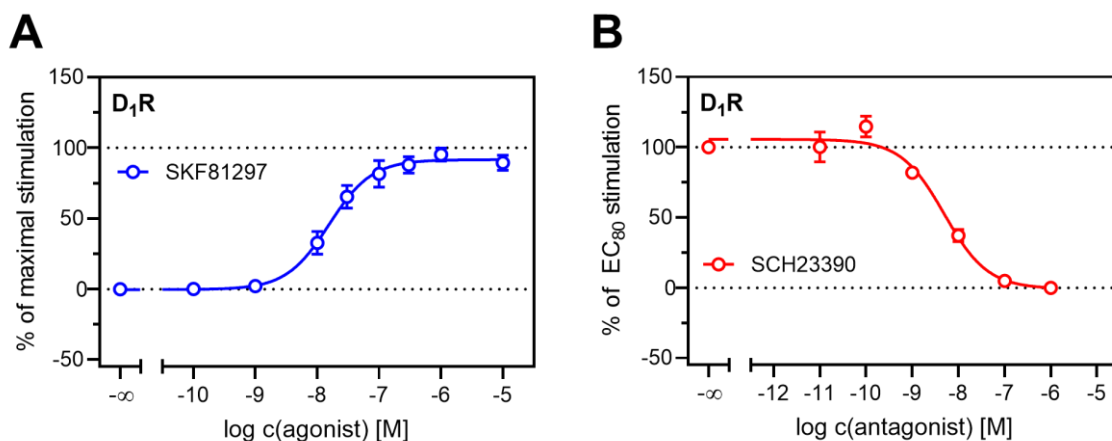 A
% of maximal stimulation
150
100
50
0
-50
D₁R
SKF81297
-∞ -10 -9 -8 -7 -6 -5
log c(agonist) [M]
B
% of EC₈₀ stimulation
150
100
50
0
-50
D₁R
SCH23390
-∞ -12 -11 -10 -9 -8 -7 -6 -5
log c(antagonist) [M]